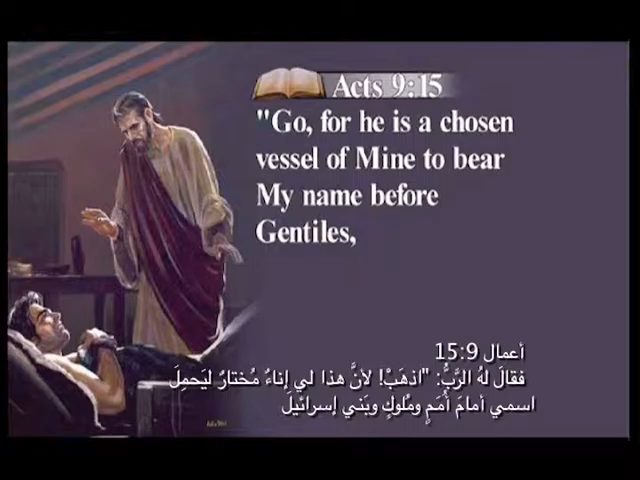 Acts 9:15
"Go, for he is a chosen
vessel of Mine to bear
My name before
Gentiles,
أعمال 15:9
فقالَ لهُ الرَّبُّ: "اذهَبْ! لأنَّ هذا لي إناءٌ مُختارٌ ليَحمِلَ
اسمي أمامَ أُمَمٍ ومُلوكٍ وبَني إسرائيلَ